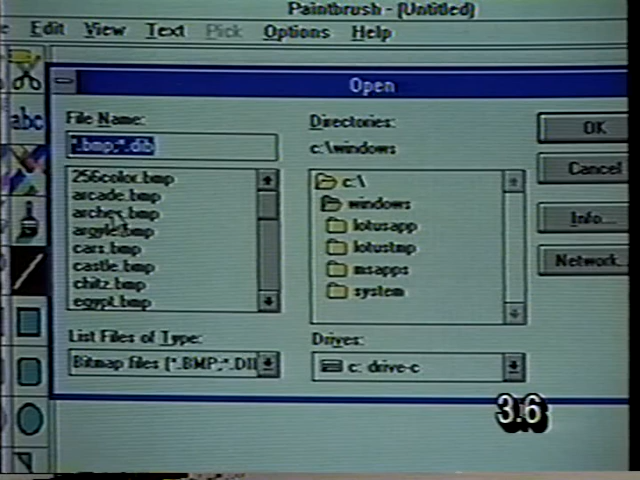 Paintbrush - (Untitled)
Edit View Text Pick Options Help
Open
abc
File Name:
*.bmp;*.dib
256color.bmp
arcade.bmp
arches.bmp
argyle.bmp
cars.bmp
castle.bmp
chitz.bmp
egypt.bmp
List Files of Type:
Bitmap files (*.BMP;*.DI
Directories:
c:\windows
c:\
windows
lotusapp
lotustmp
msapps
system
Drives:
c: drive-c
OK
Cancel
Info...
Network...
3.6